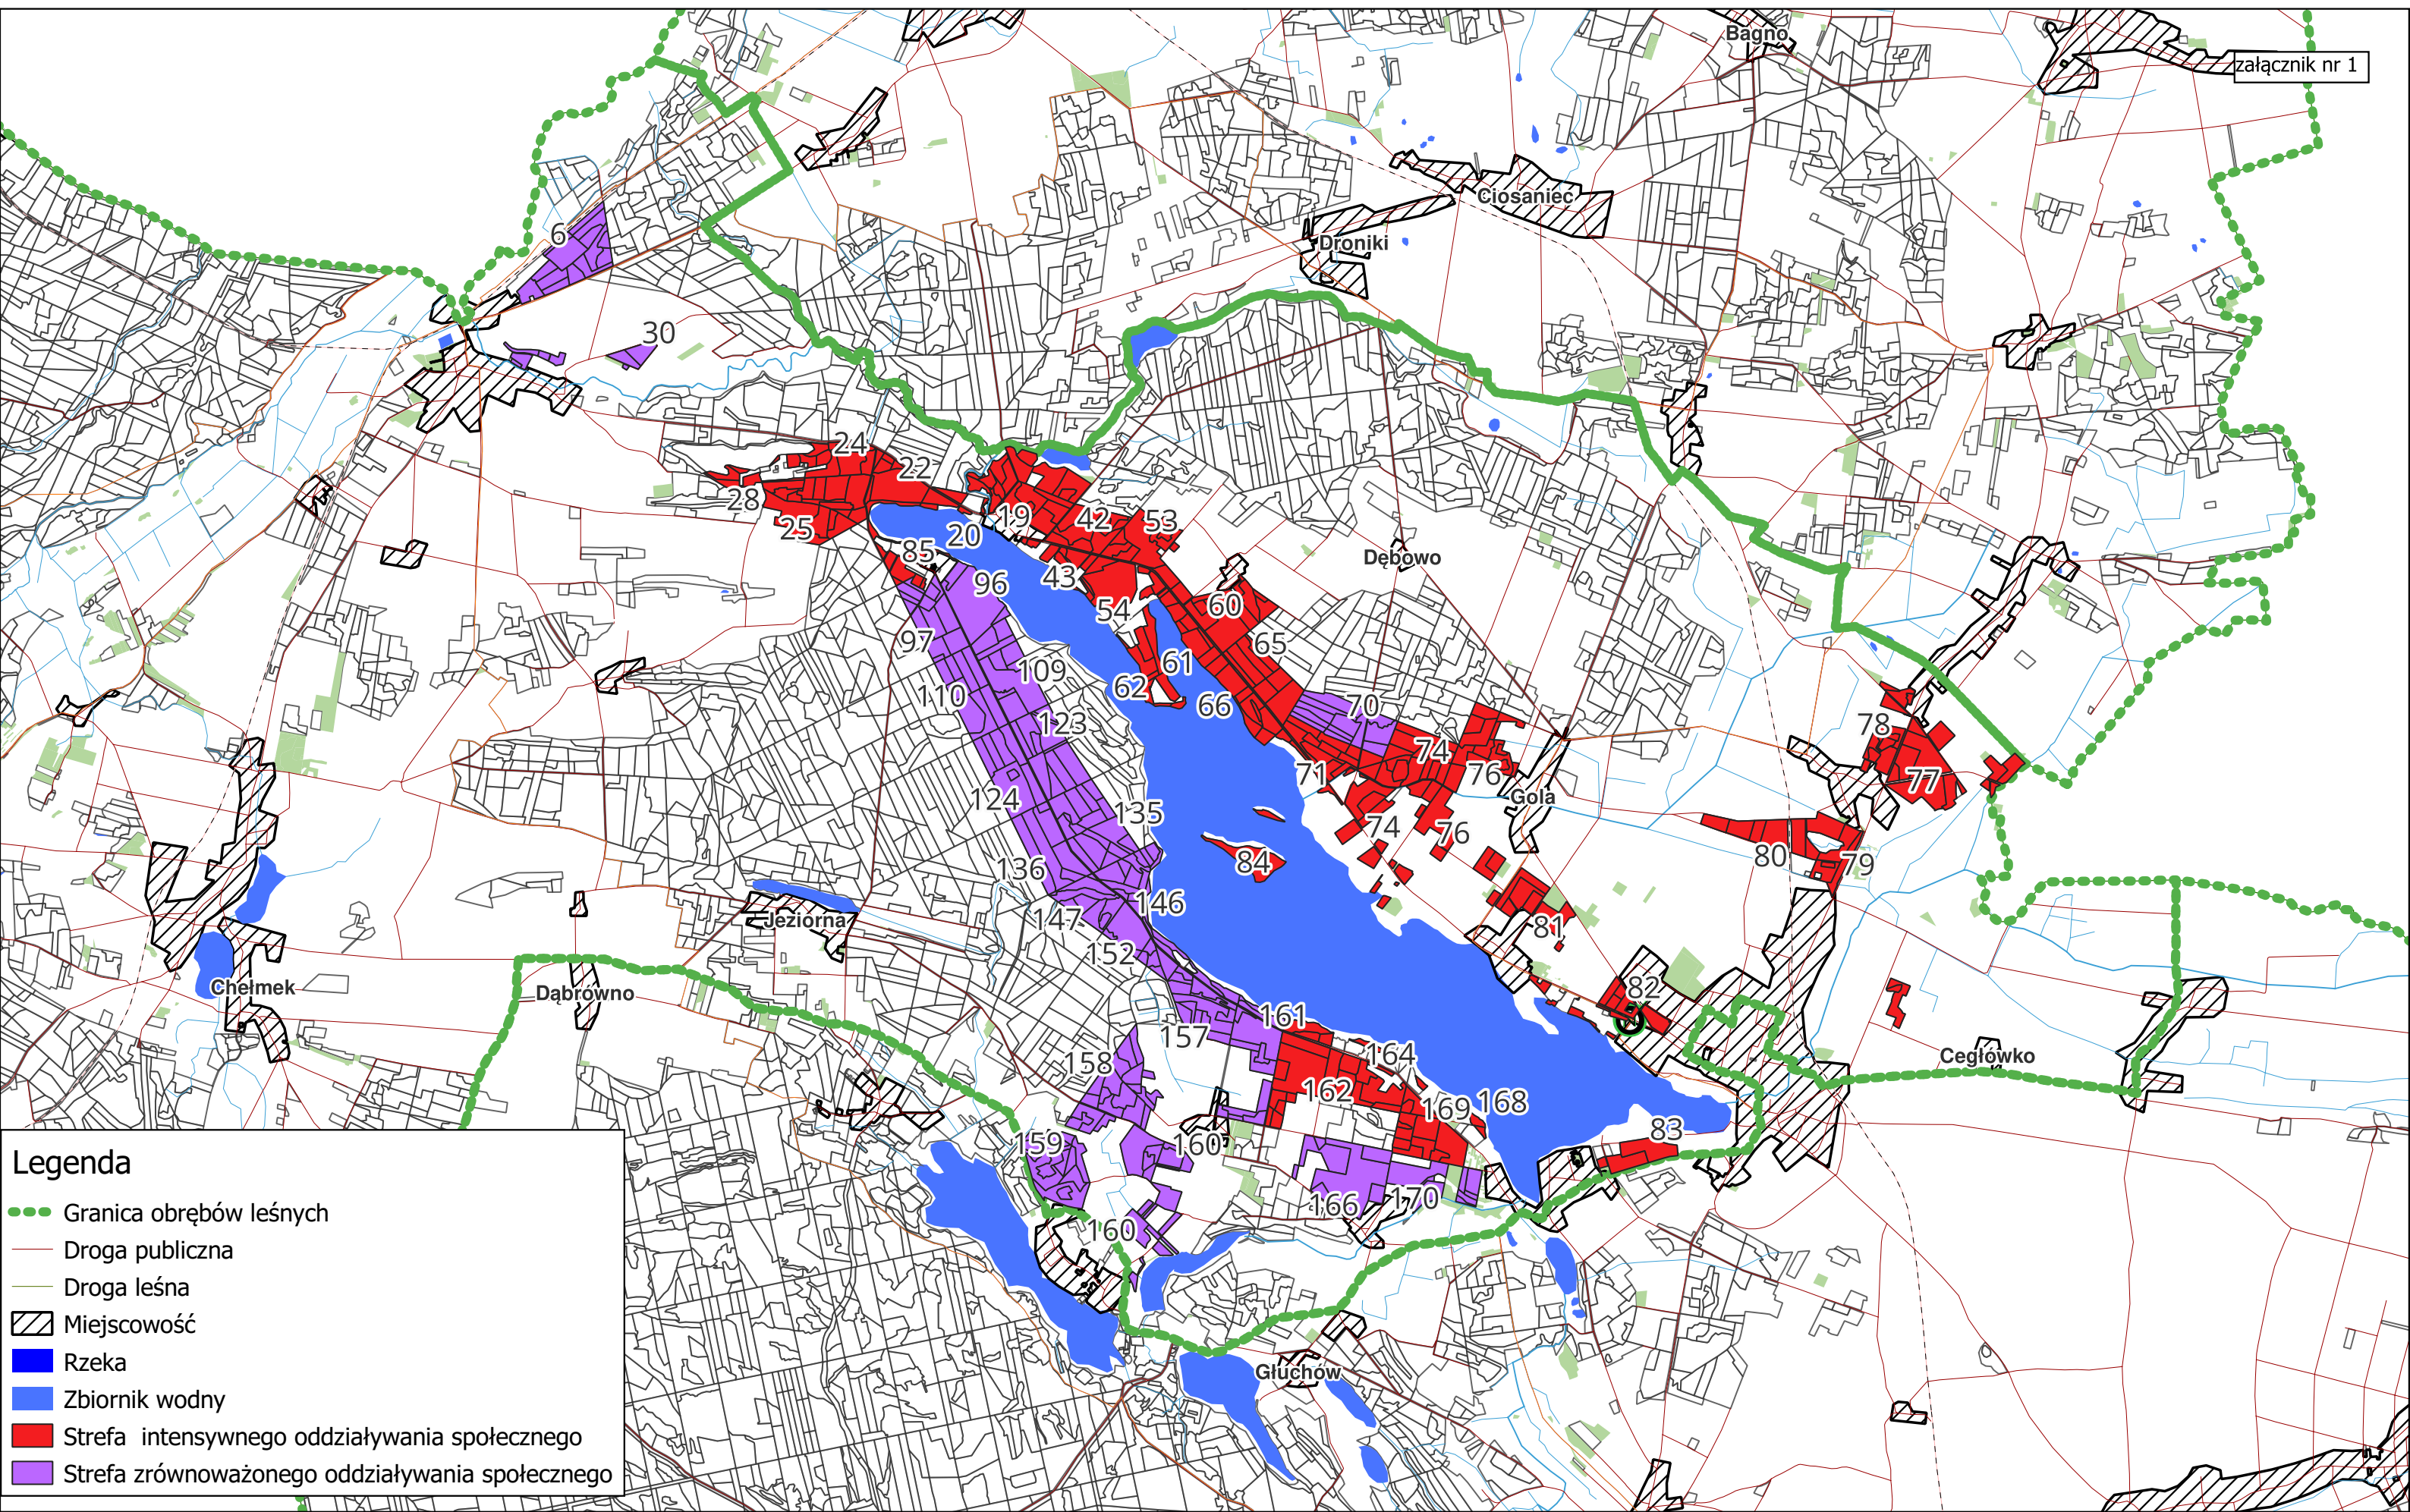 Bagno
załącznik nr 1
Ciosaniec
6
Droniki
30
24
22
28
19
42
53
25
20
85
Dębowo
96
43
54
60
97
65
61
109
62
110
66
70
123
78
74
71
76
77
124
Gola
135
74
76
80
84
79
136
146
147
Jeziorna
81
152
Chełmek
Dąbrówno
82
161
157
164
Cegłówko
158
162
169
168
83
159
160
Legenda
166
170
Granica obrębów leśnych
160
Droga publiczna
Droga leśna
Miejscowość
Rzeka
Głuchów
Zbiornik wodny
Strefa intensywnego oddziaływania społecznego
Strefa zrównoważonego oddziaływania społecznego